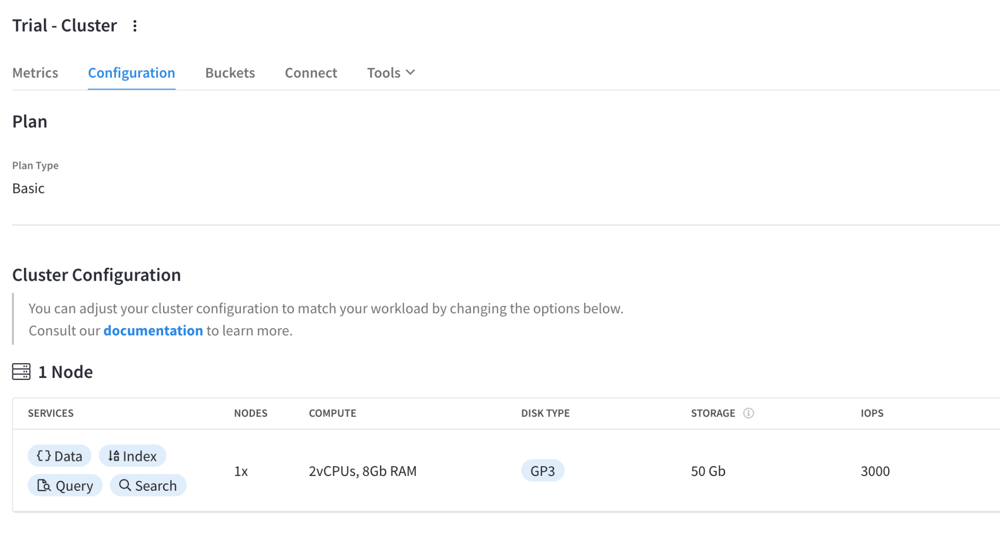 Trial - Cluster
Metrics Configuration Buckets Connect Tools
Plan
Plan Type
Basic
Cluster Configuration
You can adjust your cluster configuration to match your workload by changing the options below.
Consult our documentation to learn more.
1 Node
SERVICES NODES COMPUTE DISK TYPE STORAGE IOPS
Data Index
1x 2vCPUs, 8Gb RAM GP3 50 Gb 3000
Query Search